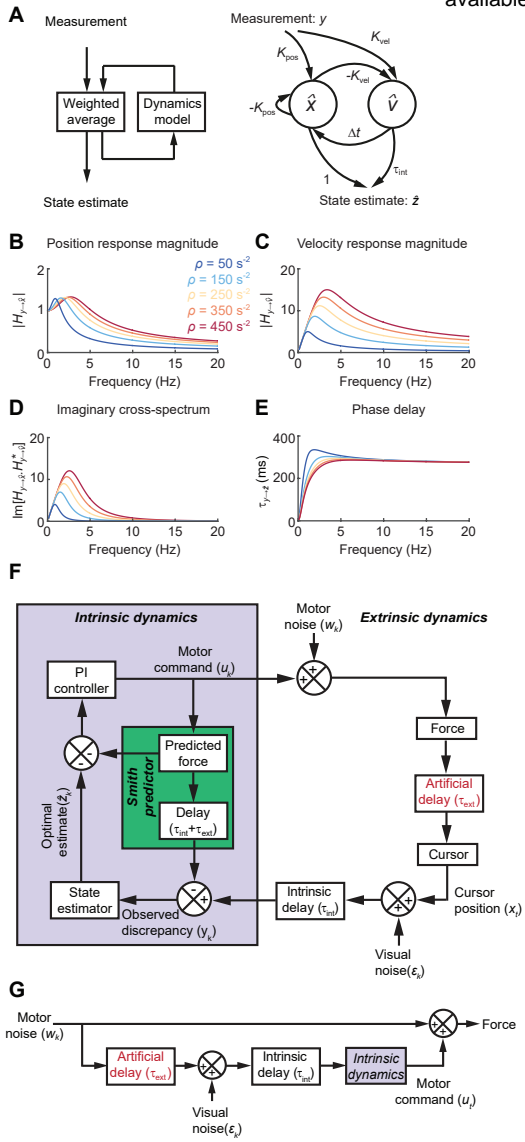 available
A
Measurement
Weighted
average
Dynamics
model
State estimate
Measurement: y
K_pos
K_vel
-K_vel
-K_pos
x̂
v̂
Δt
1
τ_int
State estimate: ẑ
B
Position response magnitude
|H_y→x̂|
2
1
0
0 5 10 15 20
Frequency (Hz)
ρ = 50 s⁻²
ρ = 150 s⁻²
ρ = 250 s⁻²
ρ = 350 s⁻²
ρ = 450 s⁻²
C
Velocity response magnitude
|H_y→v̂|
20
10
0
0 5 10 15 20
Frequency (Hz)
D
Imaginary cross-spectrum
Im[H_y→x̂·H*_y→v̂]
20
10
0
0 5 10 15 20
Frequency (Hz)
E
Phase delay
τ_y→ẑ (ms)
400
200
0
0 5 10 15 20
Frequency (Hz)
F
Intrinsic dynamics
Motor
noise (w_k)
Extrinsic dynamics
PI
controller
Motor
command (u_k)
+
+
Force
-
-
Smith
predictor
Predicted
force
Delay
(τ_int+τ_ext)
Artificial
delay (τ_ext)
Optimal
estimate(ẑ_k)
Cursor
State
estimator
-
+
Observed
discrepancy (y_k)
Intrinsic
delay (τ_int)
+
+
Cursor
position (x_t)
Visual
noise(ε_k)
G
Motor
noise (w_k)
+
+
Force
Artificial
delay (τ_ext)
+
+
Intrinsic
delay (τ_int)
Intrinsic
dynamics
Motor
command (u_t)
Visual
noise(ε_k)